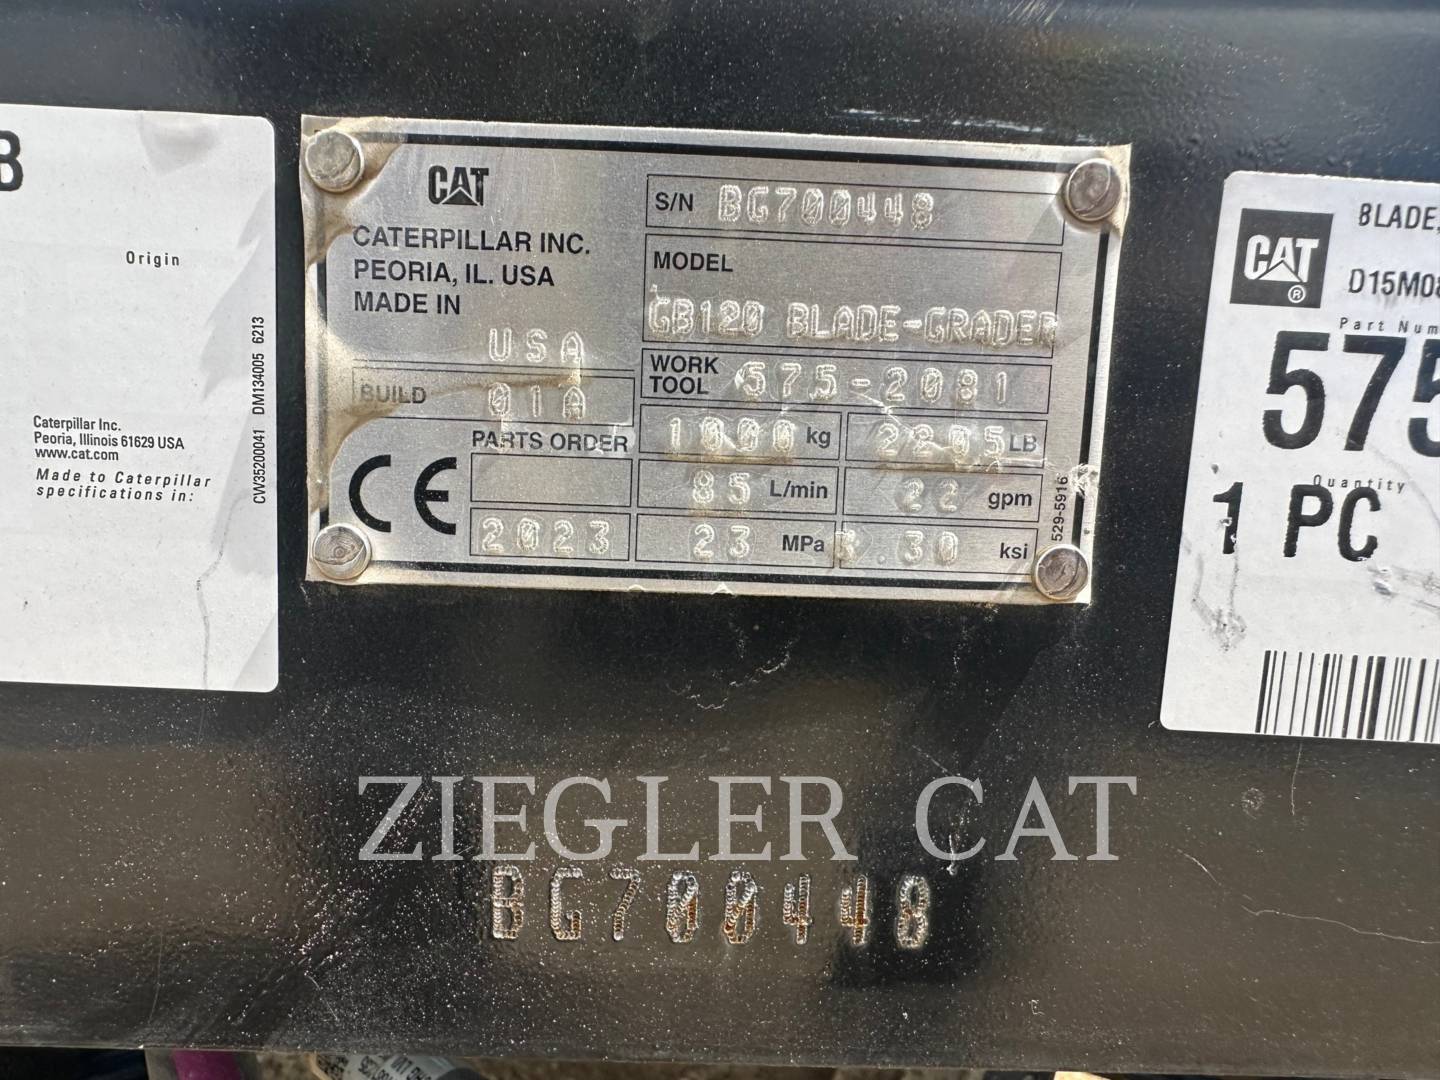 B
Origin
Caterpillar Inc.
Peoria, Illinois 61629 USA
www.cat.com
Made to Caterpillar
specifications in:
CW35200041 DM134005 6213
CAT
CATERPILLAR INC.
PEORIA, IL. USA
MADE IN
USA
BUILD 01A
PARTS ORDER
CE
2023
S/N BG700448
MODEL
GB120 BLADE-GRADER
WORK TOOL 575-2081
1000 kg 2205 LB
85 L/min 22 gpm
23 MPa .30 ksi
529-5916
CAT
®
BLADE,
D15M08
Part Num
575
Quantity
1 PC
ZIEGLER CAT
BG700448